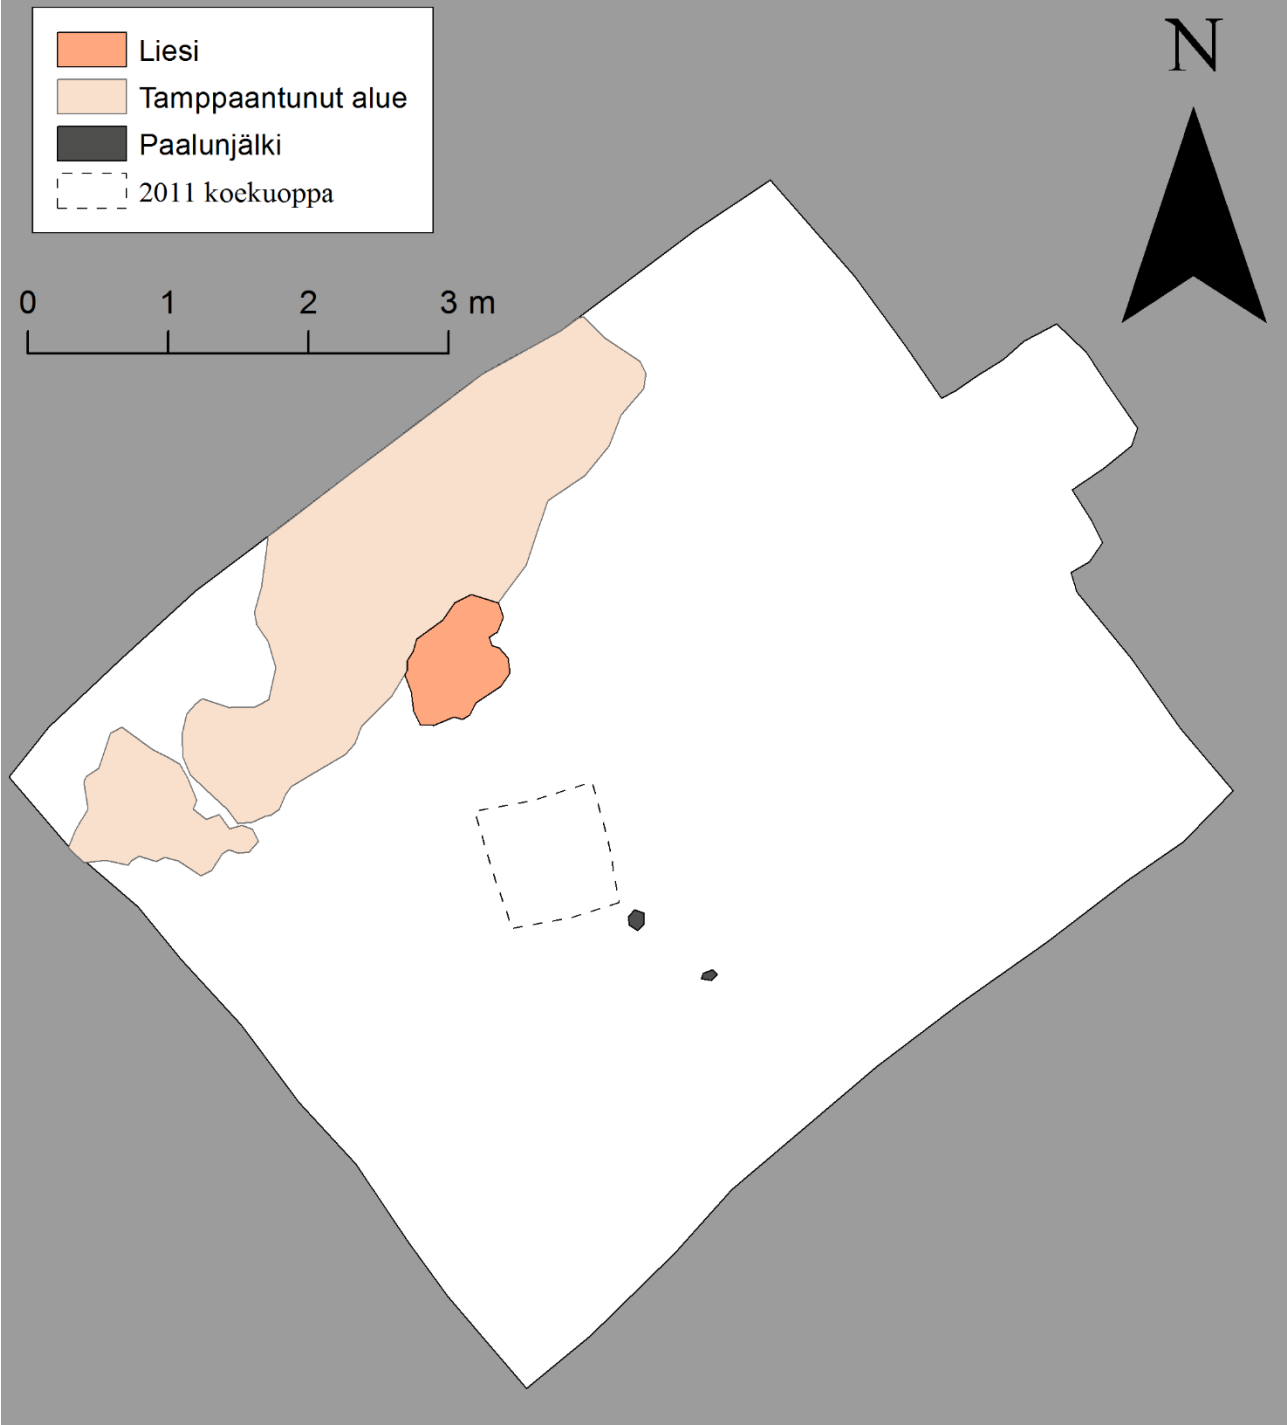 Liesi
Tamppaantunut alue
Paalunjälki
2011 koekuoppa
N
0 1 2 3 m